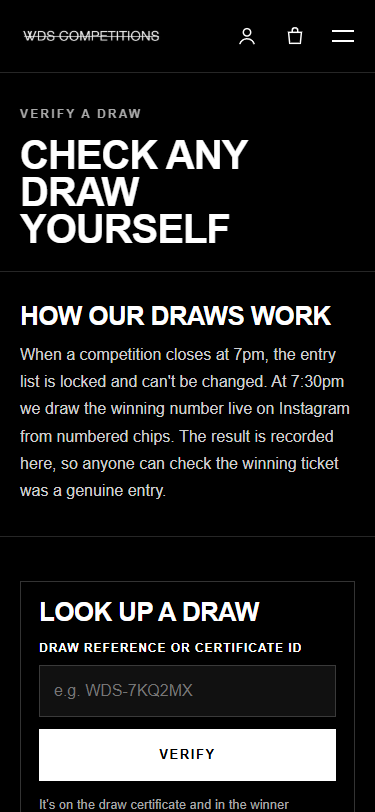 WDS COMPETITIONS
VERIFY A DRAW
CHECK ANY
DRAW
YOURSELF
HOW OUR DRAWS WORK
When a competition closes at 7pm, the entry
list is locked and can't be changed. At 7:30pm
we draw the winning number live on Instagram
from numbered chips. The result is recorded
here, so anyone can check the winning ticket
was a genuine entry.
LOOK UP A DRAW
DRAW REFERENCE OR CERTIFICATE ID
e.g. WDS-7KQ2MX
VERIFY
It's on the draw certificate and in the winner